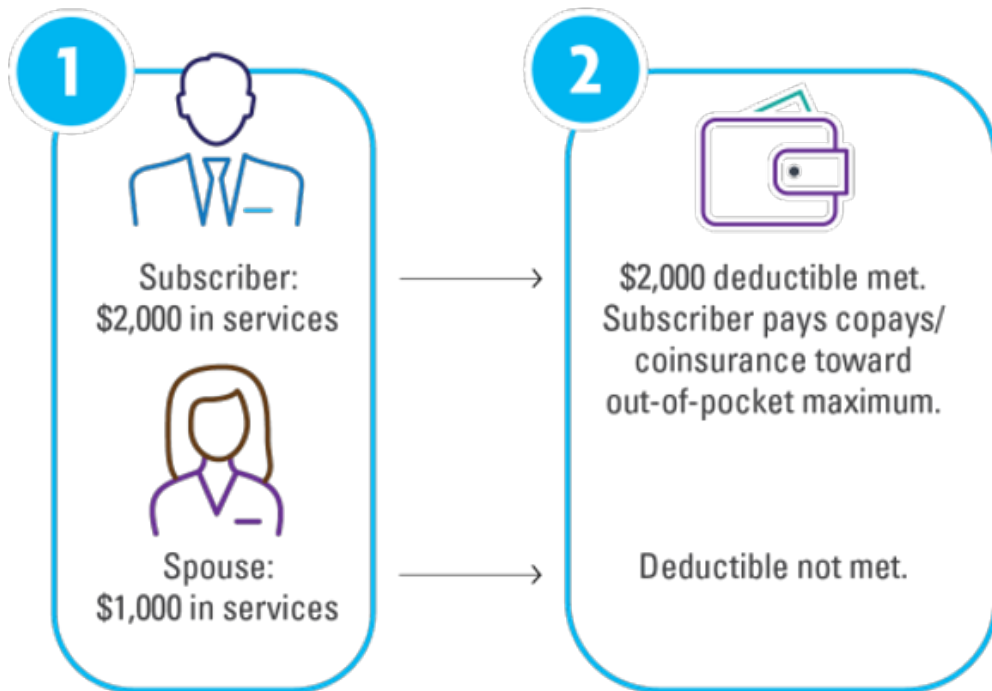 1
Subscriber:
$2,000 in services
Spouse:
$1,000 in services
2
$2,000 deductible met.
Subscriber pays copays/
coinsurance toward
out-of-pocket maximum.
Deductible not met.